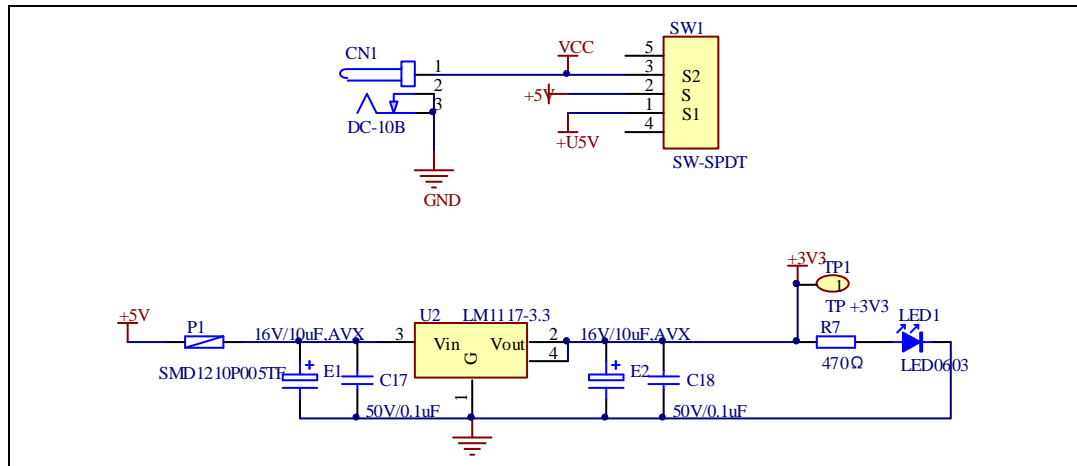 SW1
CN1
VCC
5
1
3
S2
2
+5V
2
S
3
1
S1
DC-10B
+U5V
4
SW-SPDT
GND
+3V3
TP1
1
+5V
P1
U2
LM1117-3.3
TP +3V3
R7
LED1
16V/10uF,AVX
3
Vin
Vout
2
16V/10uF,AVX
4
G
470Ω
LED0603
SMD1210P005TF
E1
C17
1
E2
C18
50V/0.1uF
50V/0.1uF